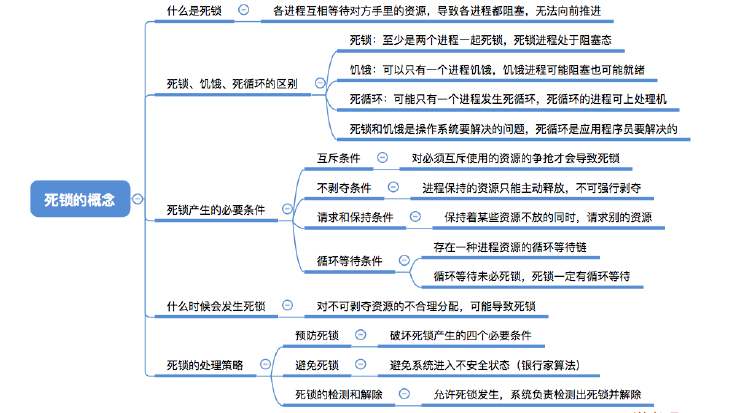 什么是死锁
各进程互相等待对方手里的资源，导致各进程都阻塞，无法向前推进
死锁：至少是两个进程一起死锁，死锁进程处于阻塞态
饥饿：可以只有一个进程饥饿，饥饿进程可能阻塞也可能就绪
死锁、饥饿、死循环的区别
死循环：可能只有一个进程发生死循环，死循环的进程可上处理机
死锁和饥饿是操作系统要解决的问题，死循环是应用程序员要解决的
互斥条件
对必须互斥使用的资源的争抢才会导致死锁
不剥夺条件
进程保持的资源只能主动释放，不可强行剥夺
死锁的概念
死锁产生的必要条件
请求和保持条件
保持着某些资源不放的同时，请求别的资源
循环等待条件
存在一种进程资源的循环等待链
循环等待未必死锁，死锁一定有循环等待
什么时候会发生死锁
对不可剥夺资源的不合理分配，可能导致死锁
预防死锁
破坏死锁产生的四个必要条件
死锁的处理策略
避免死锁
避免系统进入不安全状态（银行家算法）
死锁的检测和解除
允许死锁发生，系统负责检测出死锁并解除